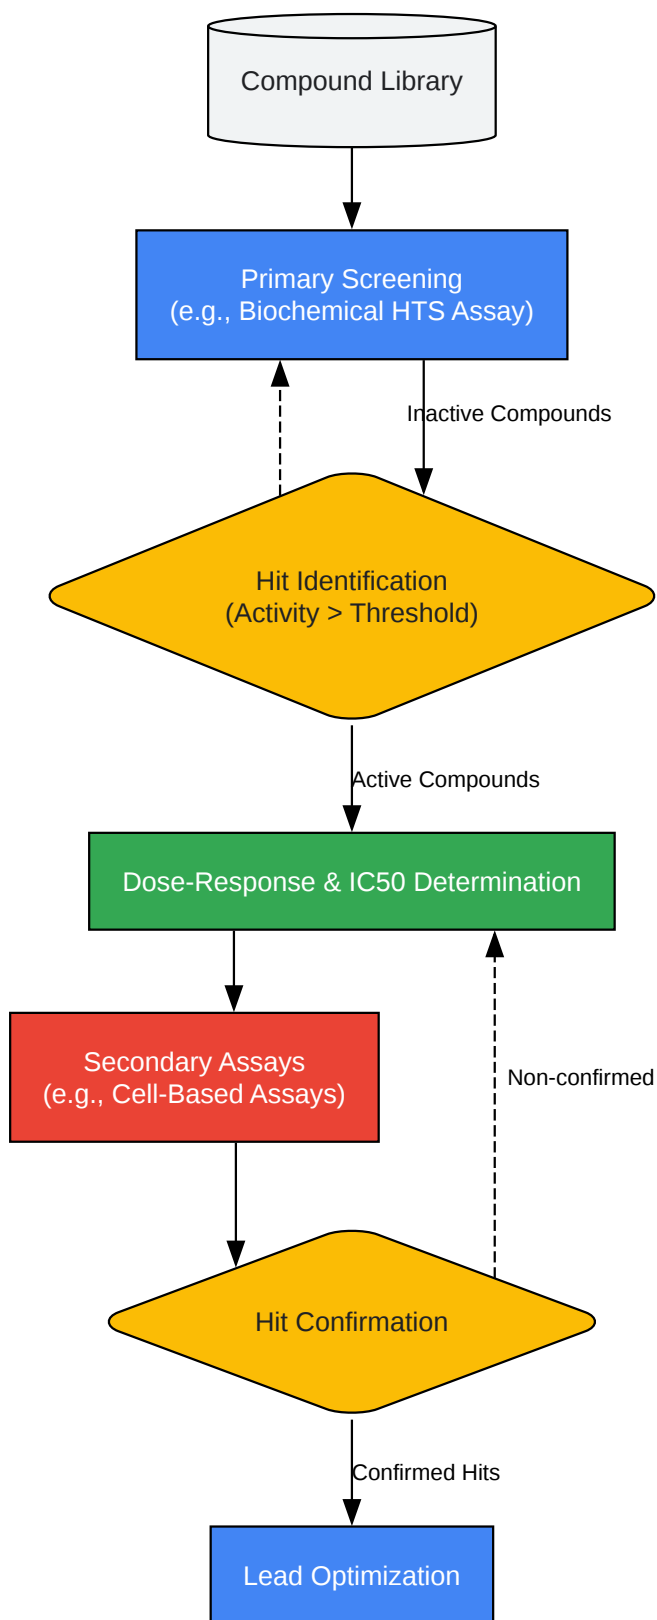 Compound Library
Primary Screening
(e.g., Biochemical HTS Assay)
Inactive Compounds
Hit Identification
(Activity > Threshold)
Active Compounds
Dose-Response & IC50 Determination
Secondary Assays
(e.g., Cell-Based Assays)
Non-confirmed
Hit Confirmation
Confirmed Hits
Lead Optimization